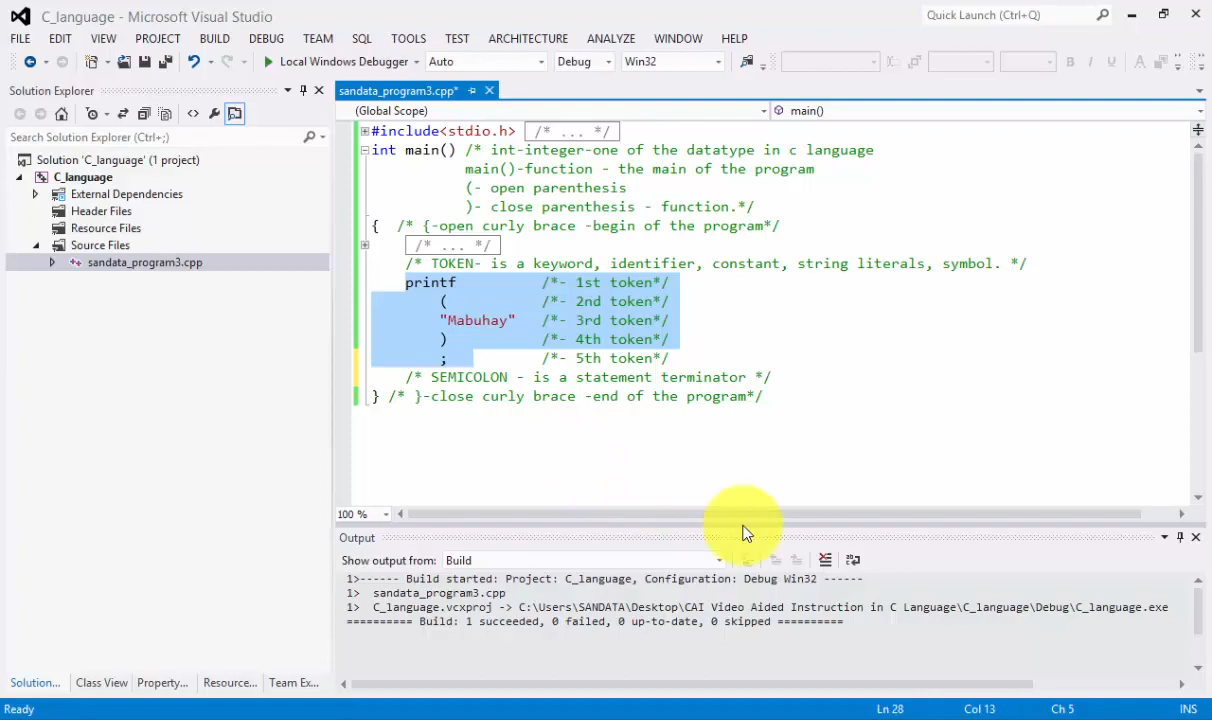 C_language - Microsoft Visual Studio
Quick Launch (Ctrl+Q)
FILE EDIT VIEW PROJECT BUILD DEBUG TEAM SQL TOOLS TEST ARCHITECTURE ANALYZE WINDOW HELP
Local Windows Debugger Auto Debug Win32 B I U A
Solution Explorer
Search Solution Explorer (Ctrl+;)
Solution 'C_language' (1 project)
C_language
External Dependencies
Header Files
Resource Files
Source Files
sandata_program3.cpp
Solution... Class View Property... Resource... Team Ex...
sandata_program3.cpp*
(Global Scope) main()
#include<stdio.h> /* ... */
int main() /* int-integer-one of the datatype in c language
main()-function - the main of the program
(- open parenthesis
)- close parenthesis - function.*/
{ /* {-open curly brace -begin of the program*/
/* ... */
/* TOKEN- is a keyword, identifier, constant, string literals, symbol. */
printf /*- 1st token*/
( /*- 2nd token*/
"Mabuhay" /*- 3rd token*/
) /*- 4th token*/
; /*- 5th token*/
/* SEMICOLON - is a statement terminator */
} /* }-close curly brace -end of the program*/
100 %
Output
Show output from: Build
1>------ Build started: Project: C_language, Configuration: Debug Win32 ------
1> sandata_program3.cpp
1> C_language.vcxproj -> C:\Users\SANDATA\Desktop\CAI Video Aided Instruction in C Language\C_language\Debug\C_language.exe
========== Build: 1 succeeded, 0 failed, 0 up-to-date, 0 skipped ==========
Ready Ln 28 Col 13 Ch 5 INS